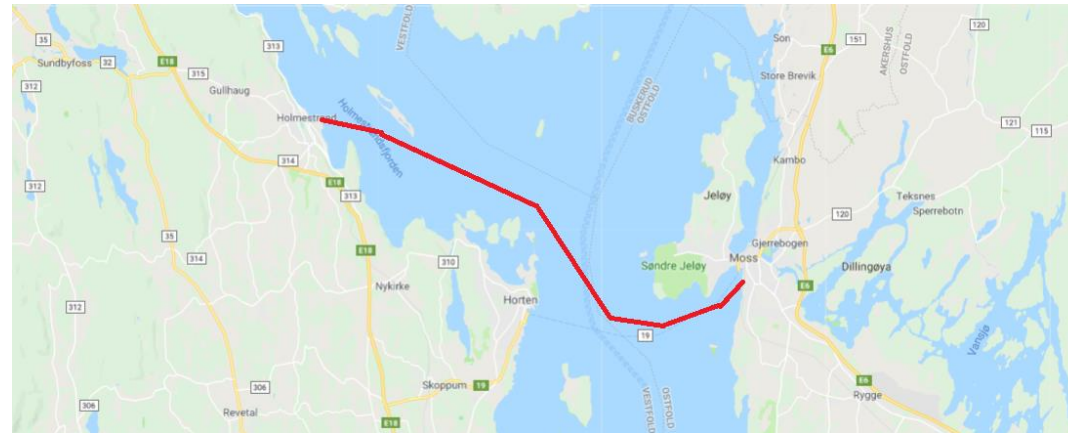 35
Sundbyfoss
32
312
E18
315
313
Gullhaug
Holmestrand
Holmestrandsfjorden
314
E18
313
312
35
314
E18
310
Nykirke
Horten
312
Skoppum
19
306
306
Revetal
E18
VESTFOLD
BUSKERUD
ØSTFOLD
Son
E6
151
AKERSHUS
ØSTFOLD
120
Store Brevik
121
115
Kambo
Jeløy
Teksnes
120
Sperrebotn
Gjerrebogen
Moss
Søndre Jeløy
Dillingøya
E6
Vansjø
19
VESTFOLD
ØSTFOLD
E6
Rygge